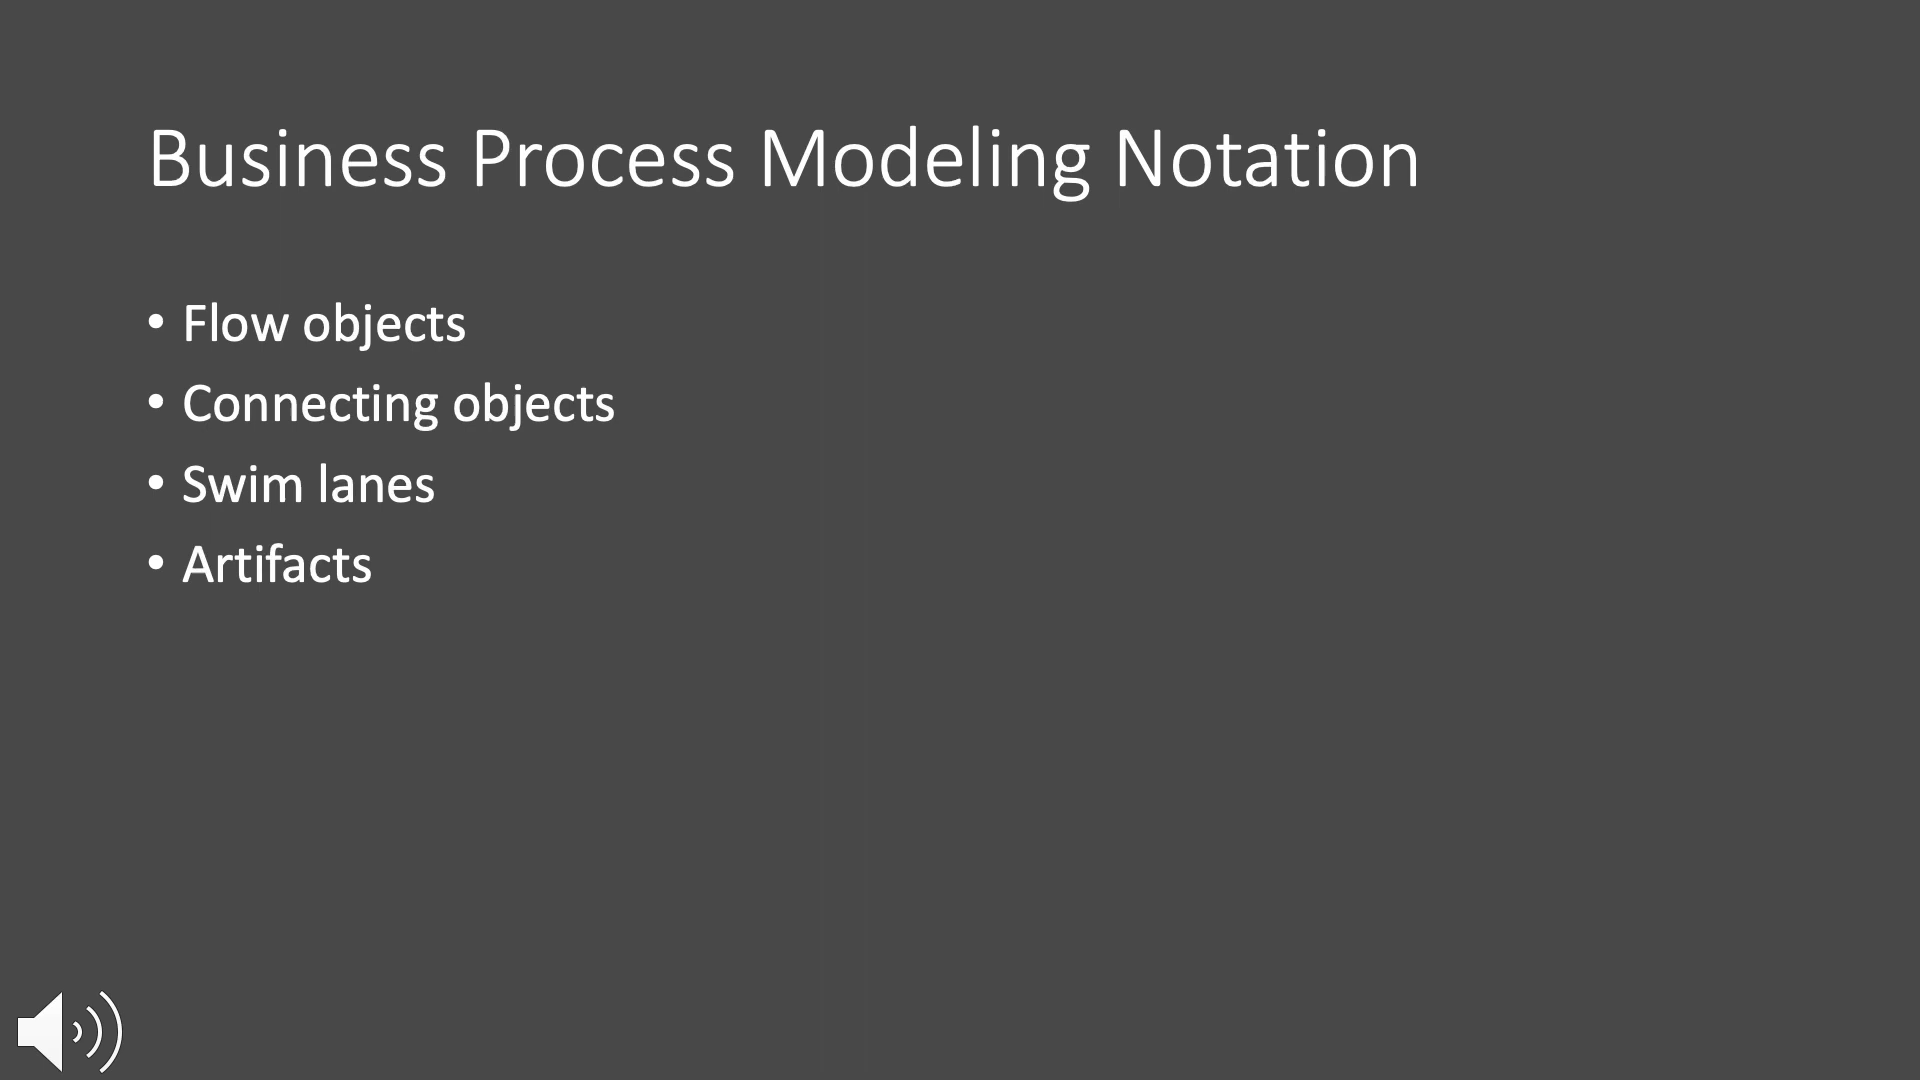 Business Process Modeling Notation
• Flow objects
• Connecting objects
• Swim lanes
• Artifacts